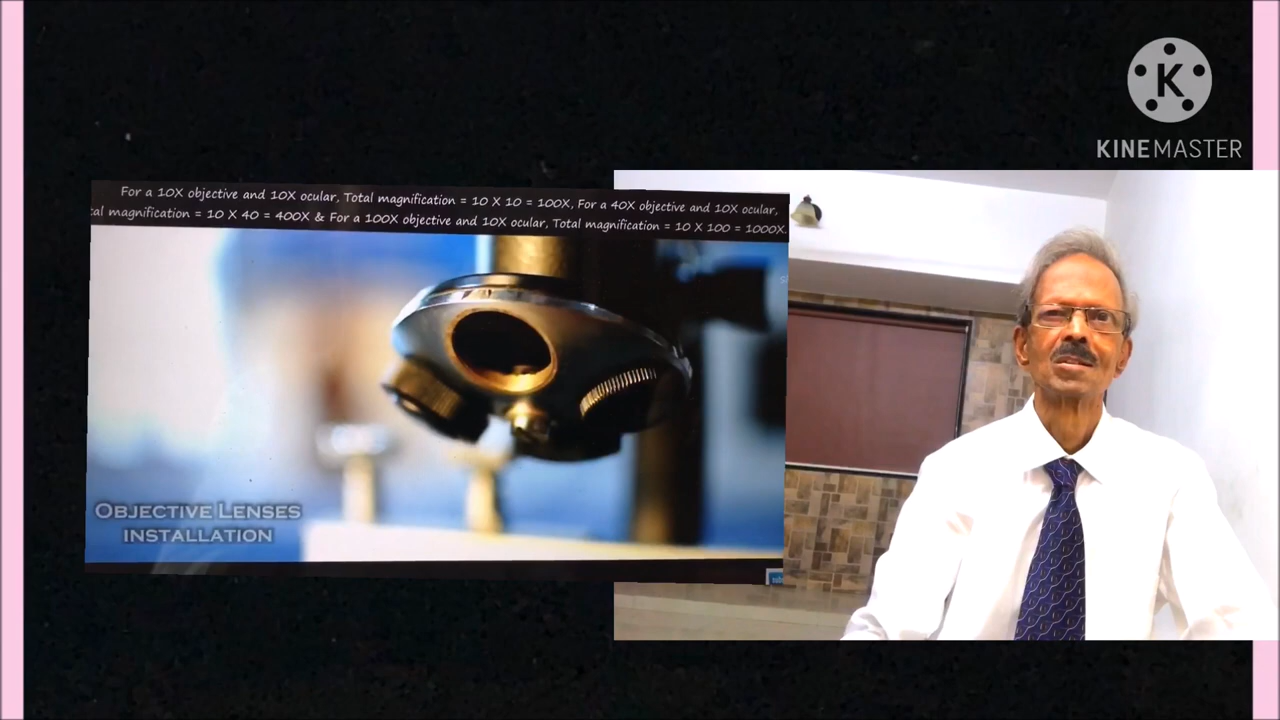 For a 10X objective and 10X ocular, Total magnification = 10 X 10 = 100X, For a 40X objective and 10X ocular,
magnification = 10 X 40 = 400X & For a 100X objective and 10X ocular, Total magnification = 10 X 100 = 1000X.
OBJECTIVE LENSES
INSTALLATION
K
KINEMASTER